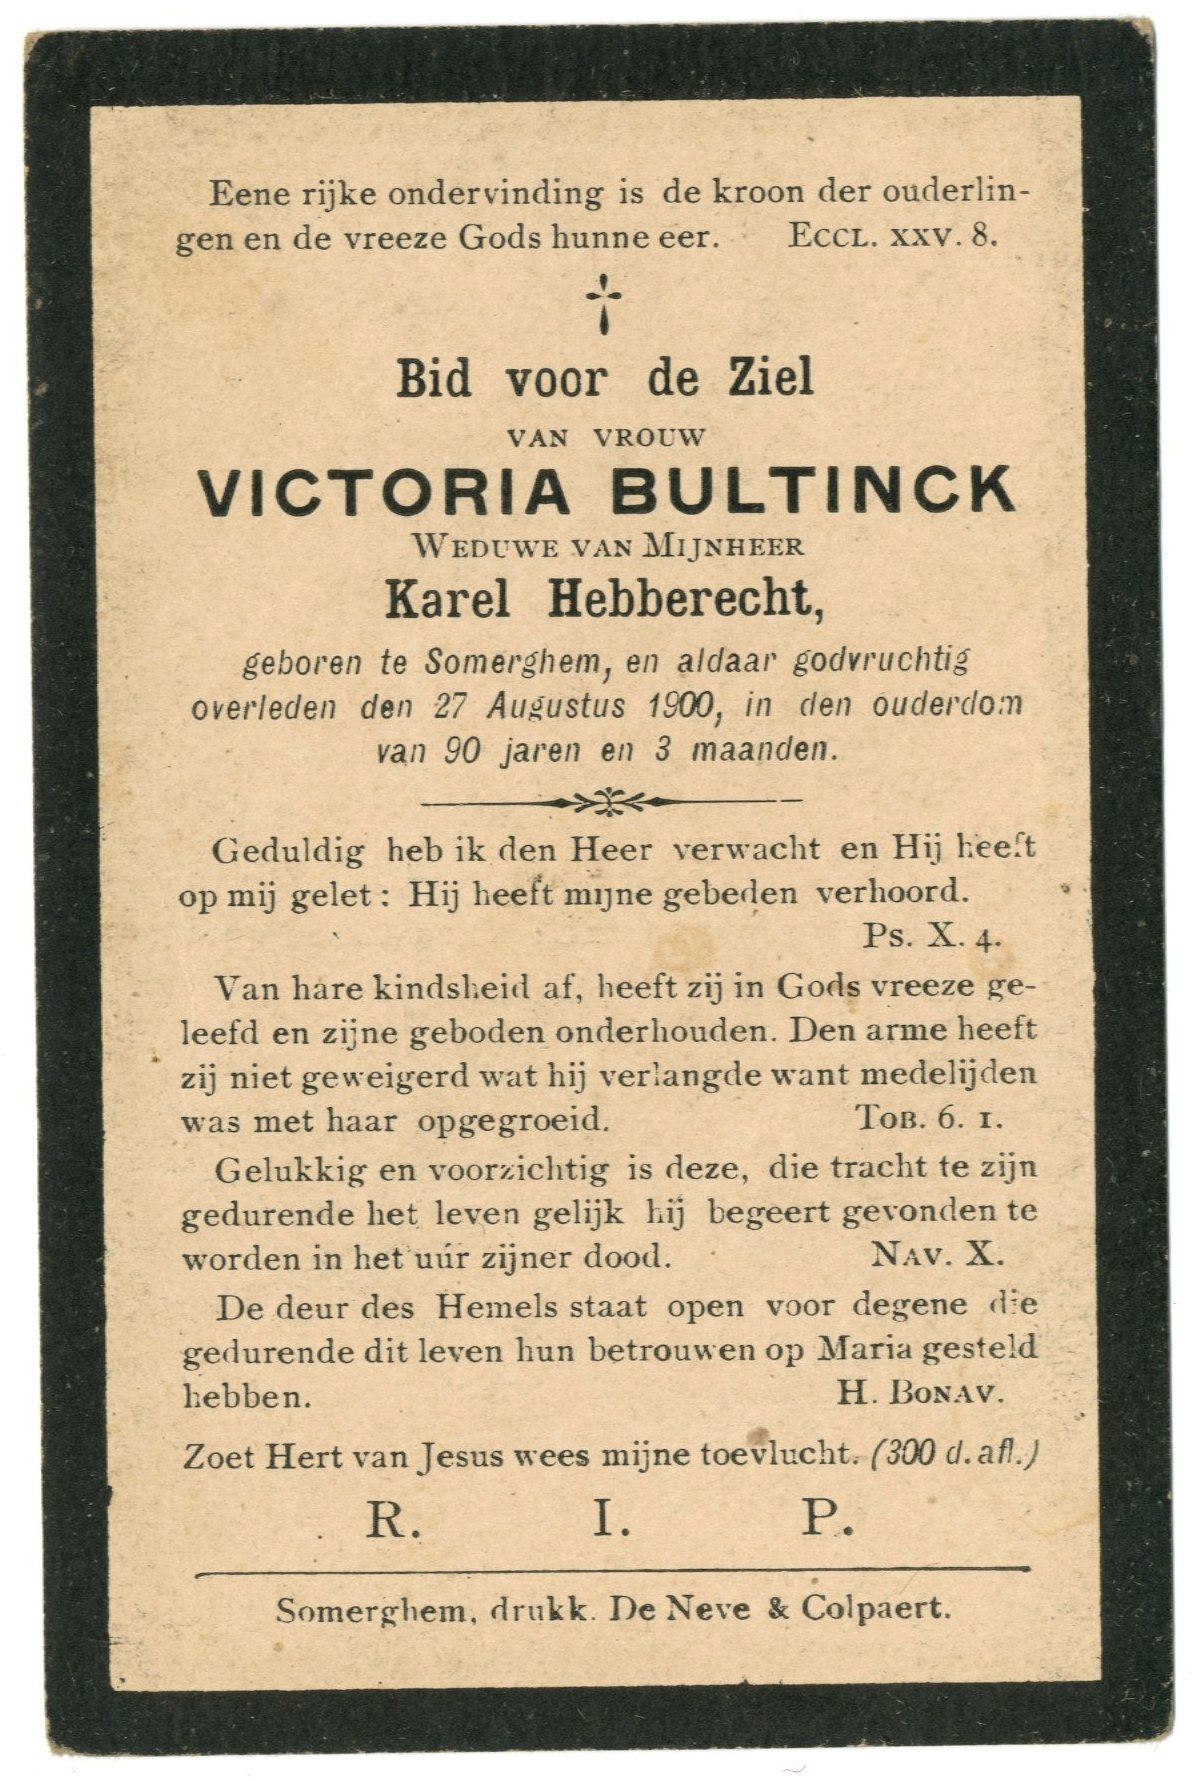 Eene rijke ondervinding is de kroon der ouderlin-
gen en de vreeze Gods hunne eer. ECCL. XXV. 8.
Bid voor de Ziel
VAN VROUW
VICTORIA BULTINCK
WEDUWE VAN MIJNHEER
Karel Hebberecht,
geboren te Somerghem, en aldaar godvruchtig
overleden den 27 Augustus 1900, in den ouderdom
van 90 jaren en 3 maanden.
Geduldig heb ik den Heer verwacht en Hij heeft
op mij gelet : Hij heeft mijne gebeden verhoord.
Ps. X. 4.
Van hare kindsheid af, heeft zij in Gods vreeze ge-
leefd en zijne geboden onderhouden. Den arme heeft
zij niet geweigerd wat hij verlangde want medelijden
was met haar opgegroeid. TOB. 6. I.
Gelukkig en voorzichtig is deze, die tracht te zijn
gedurende het leven gelijk hij begeert gevonden te
worden in het uúr zijner dood. NAV. X.
De deur des Hemels staat open voor degene die
gedurende dit leven hun betrouwen op Maria gesteld
hebben. H. BONAV.
Zoet Hert van Jesus wees mijne toevlucht. (300 d. afl.)
R. I. P.
Somerghem, drukk. De Neve & Colpaert.